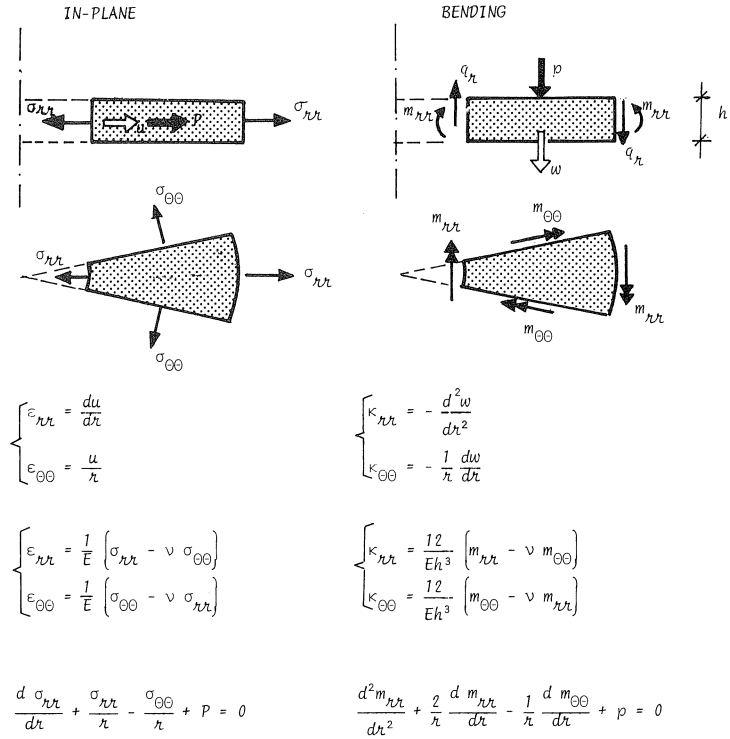 IN-PLANE
BENDING
σrr
u
P
σrr
qr
p
mrr
mrr
qr
w
h
σΘΘ
σrr
σrr
σΘΘ
mrr
mΘΘ
mrr
mΘΘ
εrr = du/dr
εΘΘ = u/r
κrr = - d²w/dr²
κΘΘ = - 1/r dw/dr
εrr = 1/E (σrr - ν σΘΘ)
εΘΘ = 1/E (σΘΘ - ν σrr)
κrr = 12/Eh³ (mrr - ν mΘΘ)
κΘΘ = 12/Eh³ (mΘΘ - ν mrr)
d σrr/dr + σrr/r - σΘΘ/r + P = 0
d²mrr/dr² + 2/r d mrr/dr - 1/r d mΘΘ/dr + p = 0